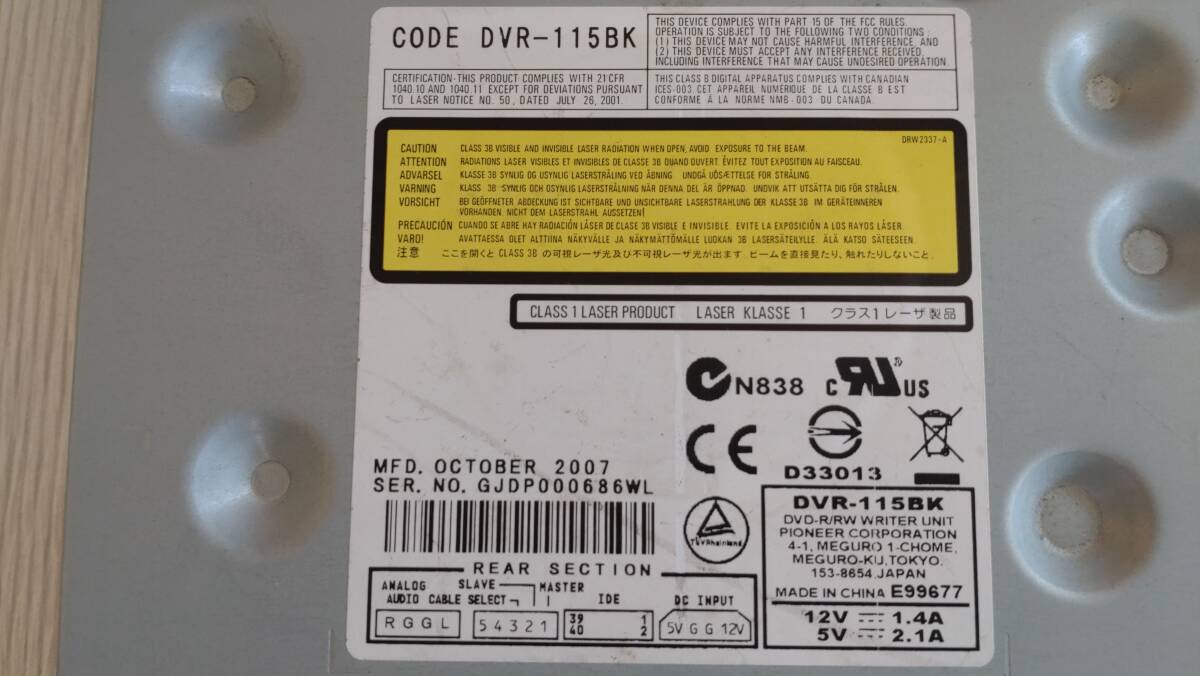 CODE DVR-115BK
THIS DEVICE COMPLIES WITH PART 15 OF THE FCC RULES.
OPERATION IS SUBJECT TO THE FOLLOWING TWO CONDITIONS :
(1) THIS DEVICE MAY NOT CAUSE HARMFUL INTERFERENCE, AND
(2) THIS DEVICE MUST ACCEPT ANY INTERFERENCE RECEIVED,
INCLUDING INTERFERENCE THAT MAY CAUSE UNDESIRED OPERATION.
CERTIFICATION-THIS PRODUCT COMPLIES WITH 21 CFR
1040.10 AND 1040.11 EXCEPT FOR DEVIATIONS PURSUANT
TO LASER NOTICE NO. 50, DATED JULY 26, 2001.
THIS CLASS B DIGITAL APPARATUS COMPLIES WITH CANADIAN
ICES-003. CET APPAREIL NUMÉRIQUE DE LA CLASSE B EST
CONFORME À LA NORME NMB-003 DU CANADA.
DRW2337-A
CAUTION CLASS 3B VISIBLE AND INVISIBLE LASER RADIATION WHEN OPEN, AVOID EXPOSURE TO THE BEAM.
ATTENTION RADIATIONS LASER VISIBLES ET INVISIBLES DE CLASSE 3B QUAND OUVERT. ÉVITEZ TOUT EXPOSITION AU FAISCEAU.
ADVARSEL KLASSE 3B SYNLIG OG USYNLIG LASERSTRÅLING VED ÅBNING. UNDGÅ UDSÆTTELSE FOR STRÅLING.
VARNING KLASS 3B SYNLIG OCH OSYNLIG LASERSTRÅLNING NÄR DENNA DEL ÄR ÖPPNAD. UNDVIK ATT UTSÄTTA DIG FÖR STRÅLEN.
VORSICHT BEI GEÖFFNETER ABDECKUNG IST SICHTBARE UND UNSICHTBARE LASERSTRAHLUNG DER KLASSE 3B IM GERÄTEINNEREN
VORHANDEN. NICHT DEM LASERSTRAHL AUSSETZEN!
PRECAUCIÓN CUANDO SE ABRE HAY RADIACIÓN LÁSER DE CLASE 3B VISIBLE E INVISIBLE. EVITE LA EXPOSICIÓN A LOS RAYOS LÁSER.
VARO! AVATTAESSA OLET ALTTIINA NÄKYVÄLLE JA NÄKYMÄTTÖMÄLLE LUOKAN 3B LASERSÄTEILYLLE. ÄLÄ KATSO SÄTEESEEN.
注意 ここを開くと CLASS 3B の可視レーザ光及び不可視レーザ光が出ます. ビームを直接見たり, 触れたりしないこと.
CLASS 1 LASER PRODUCT LASER KLASSE 1 クラス1レーザ製品
N838 C RU US
CE
D33013
MFD. OCTOBER 2007
SER. NO. GJDP000686WL
TÜVRheinland
DVR-115BK
DVD-R/RW WRITER UNIT
PIONEER CORPORATION
4-1, MEGURO 1-CHOME,
MEGURO-KU,TOKYO,
153-8654,JAPAN
MADE IN CHINA E99677
12V 1.4A
5V 2.1A
REAR SECTION
ANALOG AUDIO
CABLE SELECT
SLAVE
MASTER
IDE
DC INPUT
R G G L
5 4 3 2 1
39 1
40 2
5V G G 12V